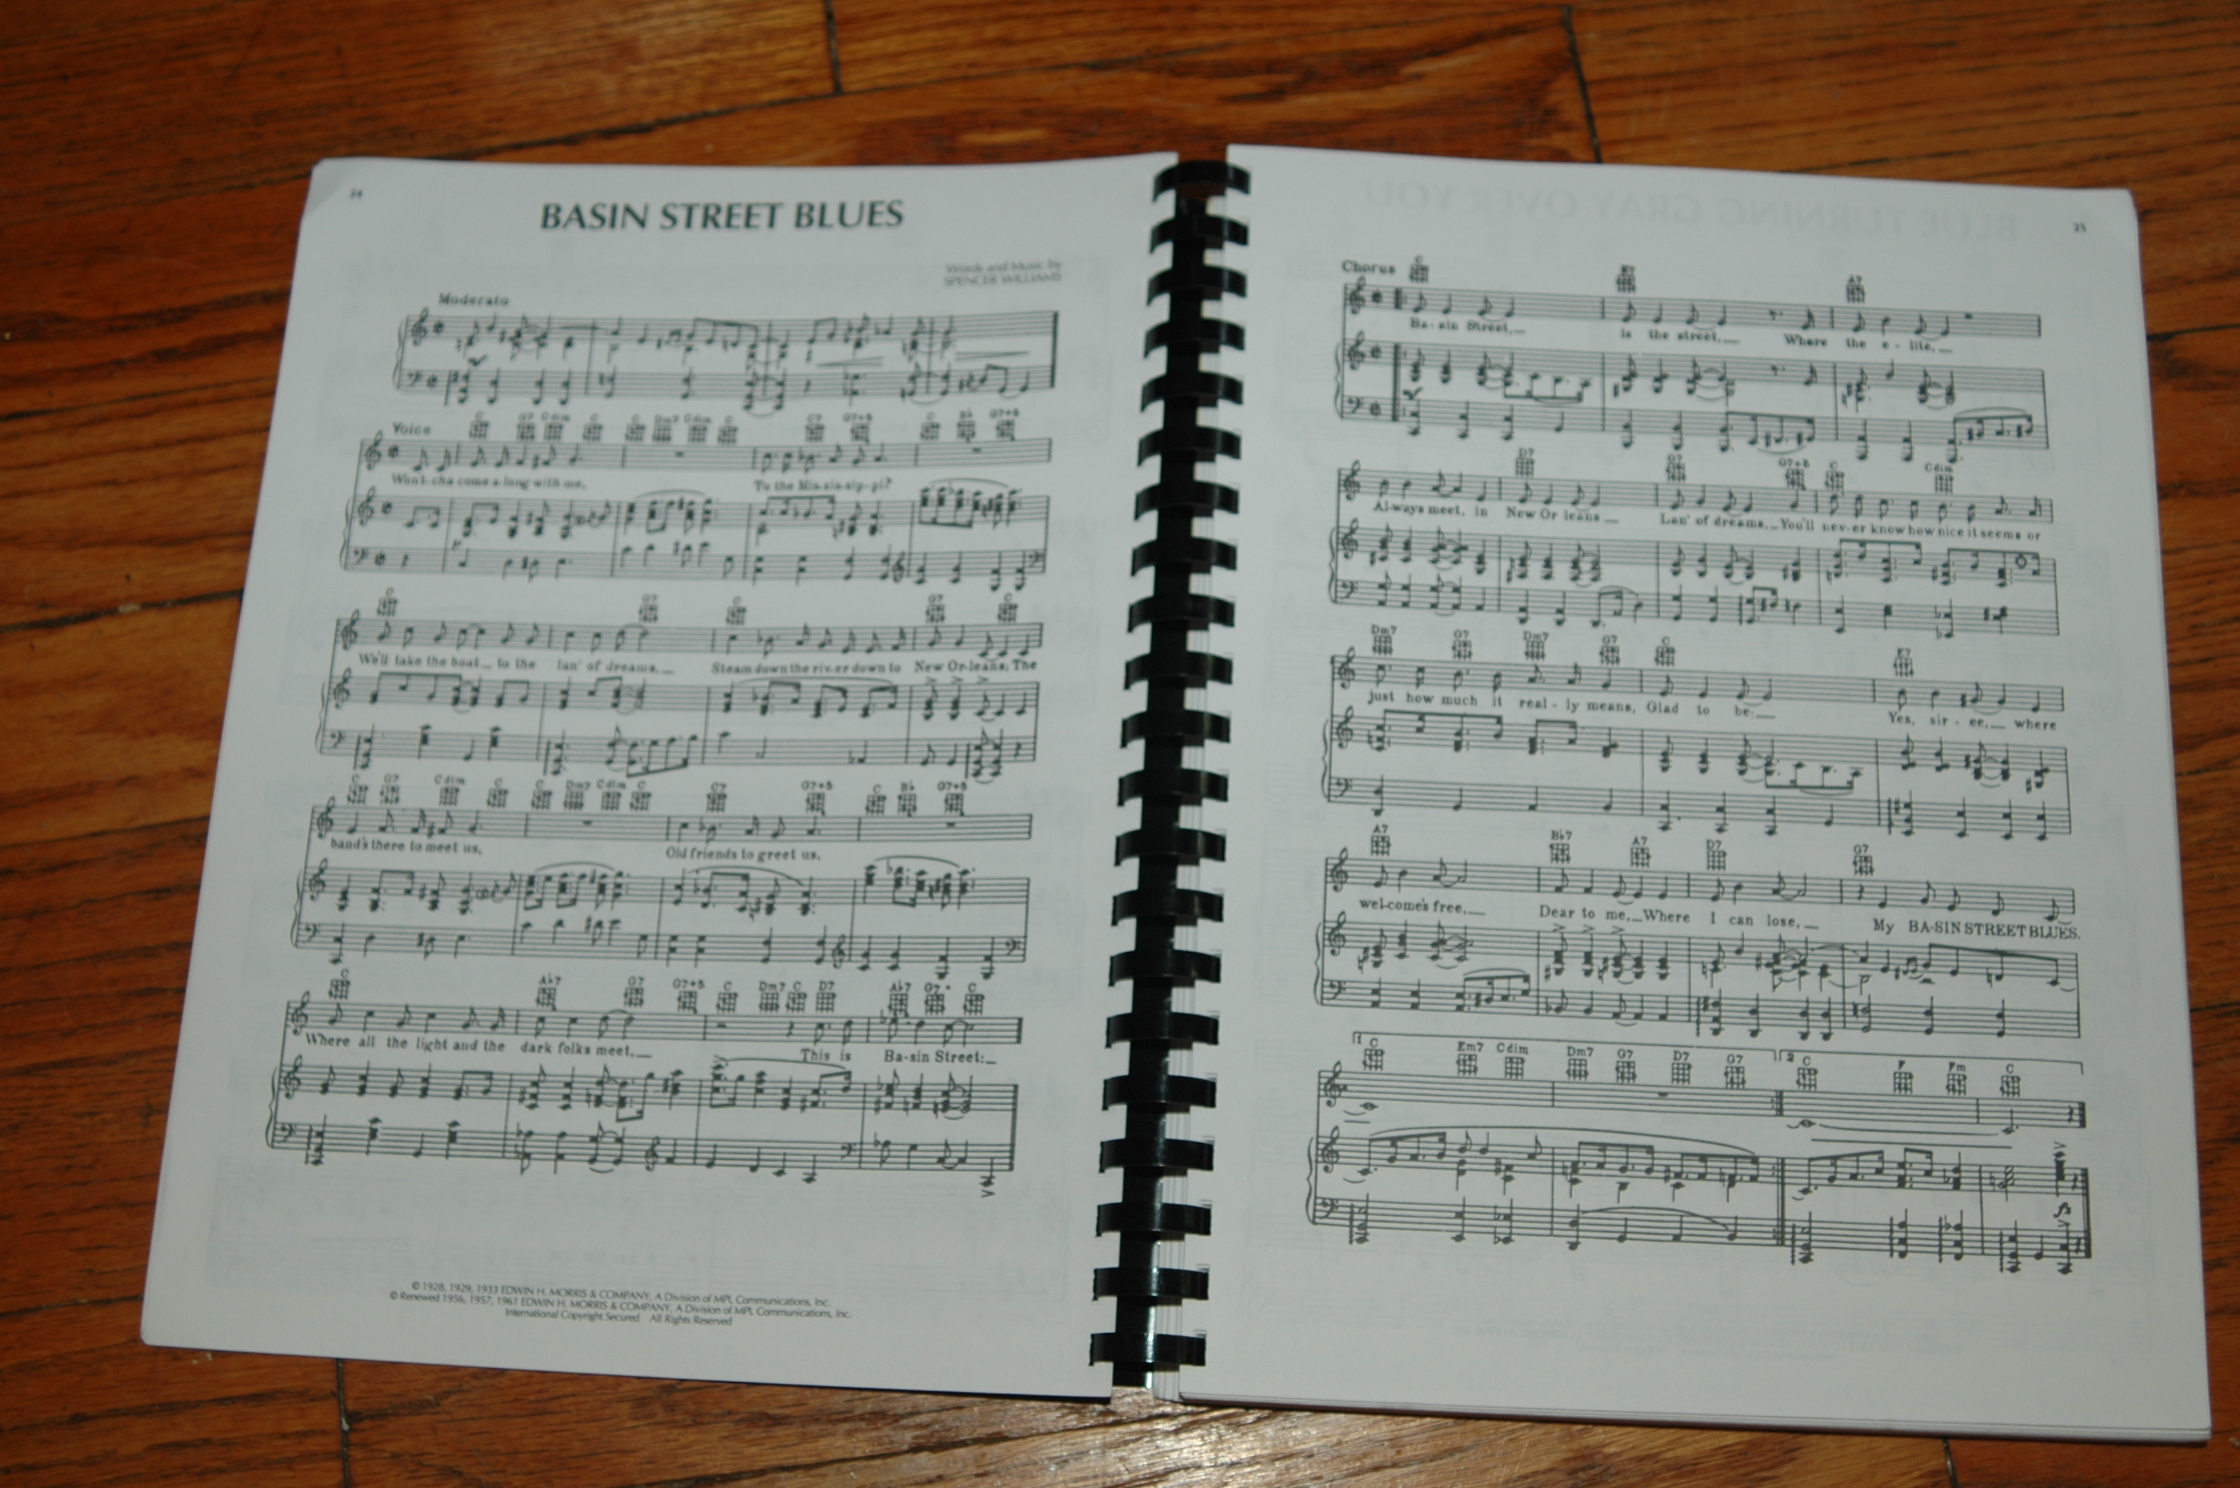 24
BASIN STREET BLUES
Words and Music by
SPENCER WILLIAMS
Moderato
C G7 Cdim C C Dm7 Cdim C C7 G7+5 C Bb G7+5
Voice
Won't-cha come a-long with me, To the Mis-sis-sip-pi?
C G7 C G7 C
We'll take the boat to the lan' of dreams, Steam down the riv-er down to New Or-leans; The
C G7 Cdim C C Dm7 Cdim C C7 G7+5 C Bb G7+5
band's there to meet us, Old friends to greet us,
C Ab7 G7 G7+5 C Dm7 C D7 Ab7 G7+ C
Where all the light and the dark folks meet, This is Ba-sin Street:
© 1928, 1929, 1933 EDWIN H. MORRIS & COMPANY, A Division of MPL Communications, Inc.
© Renewed 1956, 1957, 1961 EDWIN H. MORRIS & COMPANY, A Division of MPL Communications, Inc.
International Copyright Secured All Rights Reserved
25
Chorus C E7 A7
Ba-sin Street, is the street, Where the e-lite,
D7 G7 G7+5 C Cdim
Al-ways meet, in New Or leans Lan' of dreams, You'll nev-er know how nice it seems or
Dm7 G7 Dm7 G7 C E7
just how much it real-ly means, Glad to be; Yes, sir-ee, where
A7 Bb7 A7 D7 G7
wel-come's free, Dear to me, Where I can lose, My BA-SIN STREET BLUES.
1 C Em7 Cdim Dm7 G7 D7 G7 2 C F Fm C